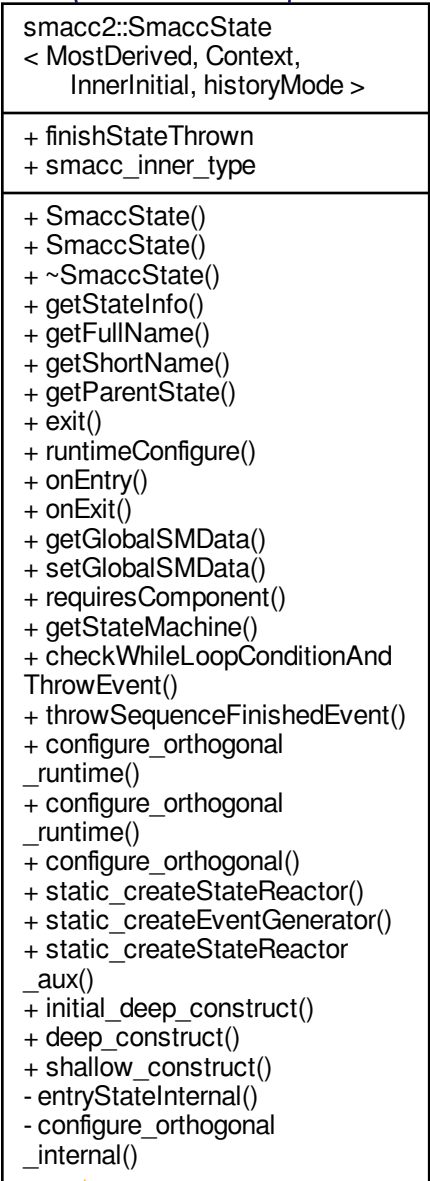 smacc2::SmaccState
< MostDerived, Context,
InnerInitial, historyMode >
+ finishStateThrown
+ smacc_inner_type
+ SmaccState()
+ SmaccState()
+ ~SmaccState()
+ getStateInfo()
+ getFullName()
+ getShortName()
+ getParentState()
+ exit()
+ runtimeConfigure()
+ onEntry()
+ onExit()
+ getGlobalSMData()
+ setGlobalSMData()
+ requiresComponent()
+ getStateMachine()
+ checkWhileLoopConditionAnd
ThrowEvent()
+ throwSequenceFinishedEvent()
+ configure_orthogonal
_runtime()
+ configure_orthogonal
_runtime()
+ configure_orthogonal()
+ static_createStateReactor()
+ static_createEventGenerator()
+ static_createStateReactor
_aux()
+ initial_deep_construct()
+ deep_construct()
+ shallow_construct()
- entryStateInternal()
- configure_orthogonal
_internal()